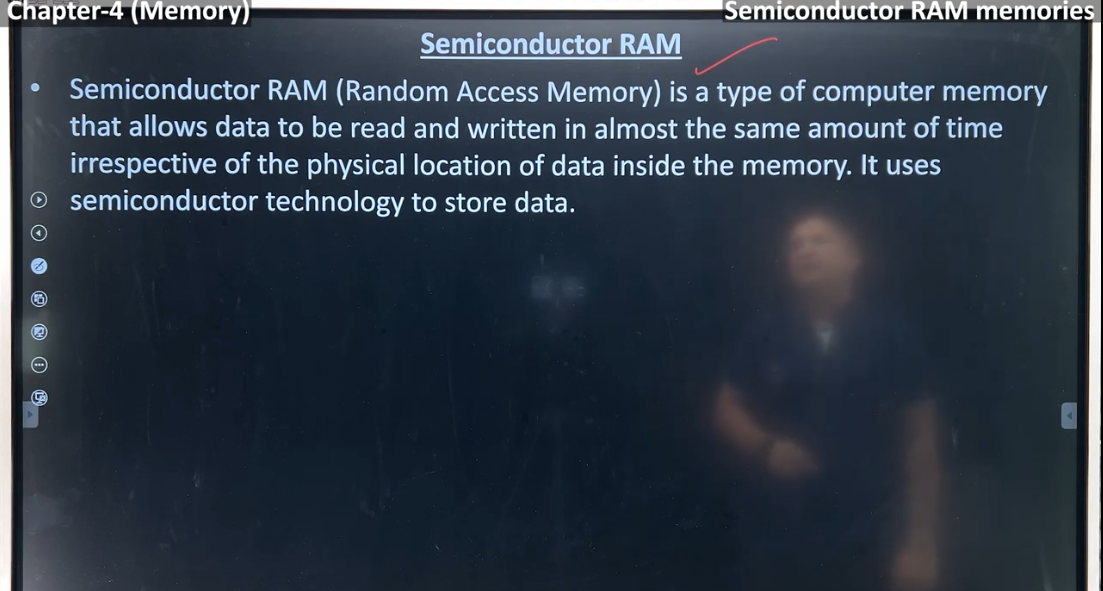 Chapter-4 (Memory)
Semiconductor RAM memories
Semiconductor RAM
• Semiconductor RAM (Random Access Memory) is a type of computer memory
that allows data to be read and written in almost the same amount of time
irrespective of the physical location of data inside the memory. It uses
semiconductor technology to store data.